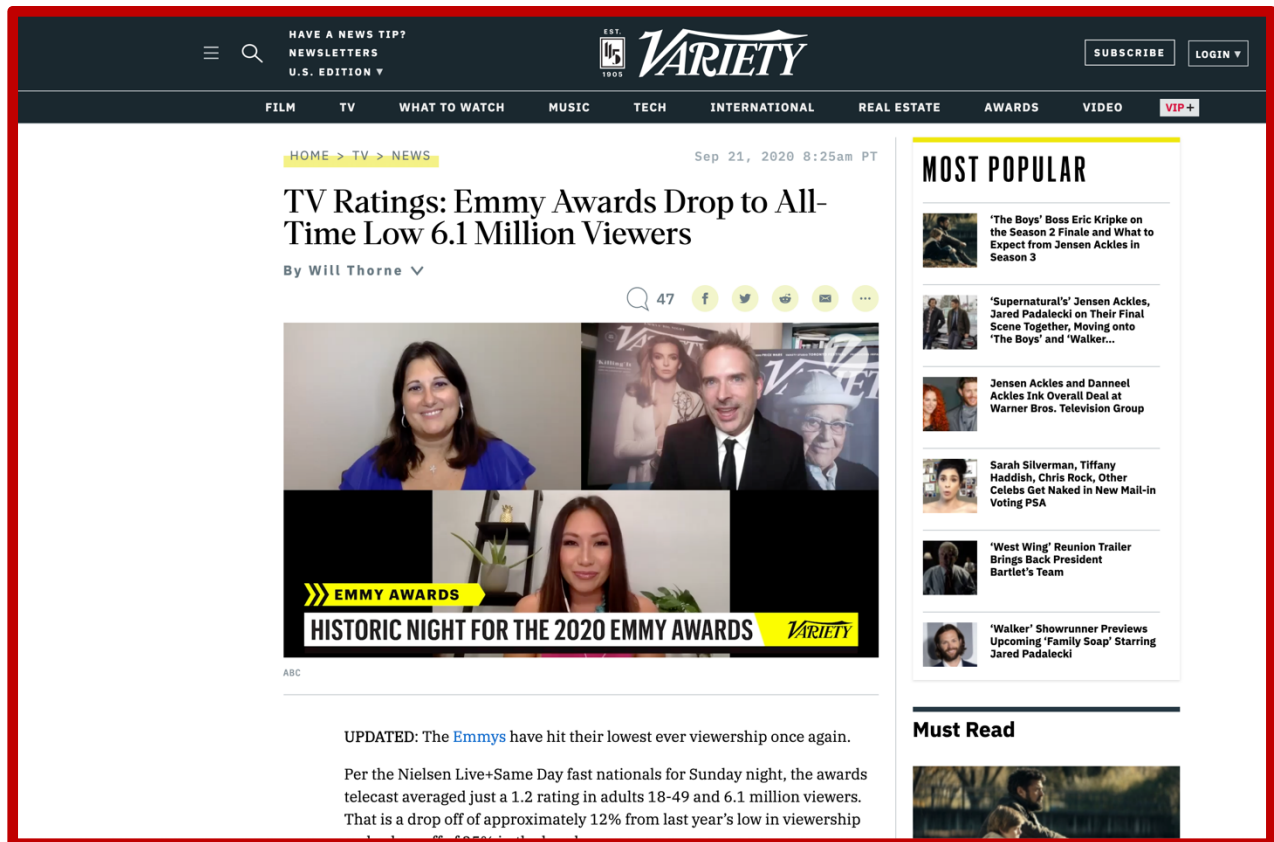 HAVE A NEWS TIP?
NEWSLETTERS
U.S. EDITION ▼
EST.
115
1905
VARIETY
SUBSCRIBE
LOGIN ▼
FILM TV WHAT TO WATCH MUSIC TECH INTERNATIONAL REAL ESTATE AWARDS VIDEO VIP+
HOME > TV > NEWS
Sep 21, 2020 8:25am PT
TV Ratings: Emmy Awards Drop to All-
Time Low 6.1 Million Viewers
By Will Thorne
47
VARIETY
Killing
VARIET
EMMY AWARDS
HISTORIC NIGHT FOR THE 2020 EMMY AWARDS
VARIETY
ABC
UPDATED: The Emmys have hit their lowest ever viewership once again.
Per the Nielsen Live+Same Day fast nationals for Sunday night, the awards
telecast averaged just a 1.2 rating in adults 18-49 and 6.1 million viewers.
That is a drop off of approximately 12% from last year's low in viewership
MOST POPULAR
‘The Boys’ Boss Eric Kripke on
the Season 2 Finale and What to
Expect from Jensen Ackles in
Season 3
‘Supernatural’s’ Jensen Ackles,
Jared Padalecki on Their Final
Scene Together, Moving onto
‘The Boys’ and ‘Walker...
Jensen Ackles and Danneel
Ackles Ink Overall Deal at
Warner Bros. Television Group
Sarah Silverman, Tiffany
Haddish, Chris Rock, Other
Celebs Get Naked in New Mail-in
Voting PSA
‘West Wing’ Reunion Trailer
Brings Back President
Bartlet’s Team
‘Walker’ Showrunner Previews
Upcoming ‘Family Soap’ Starring
Jared Padalecki
Must Read